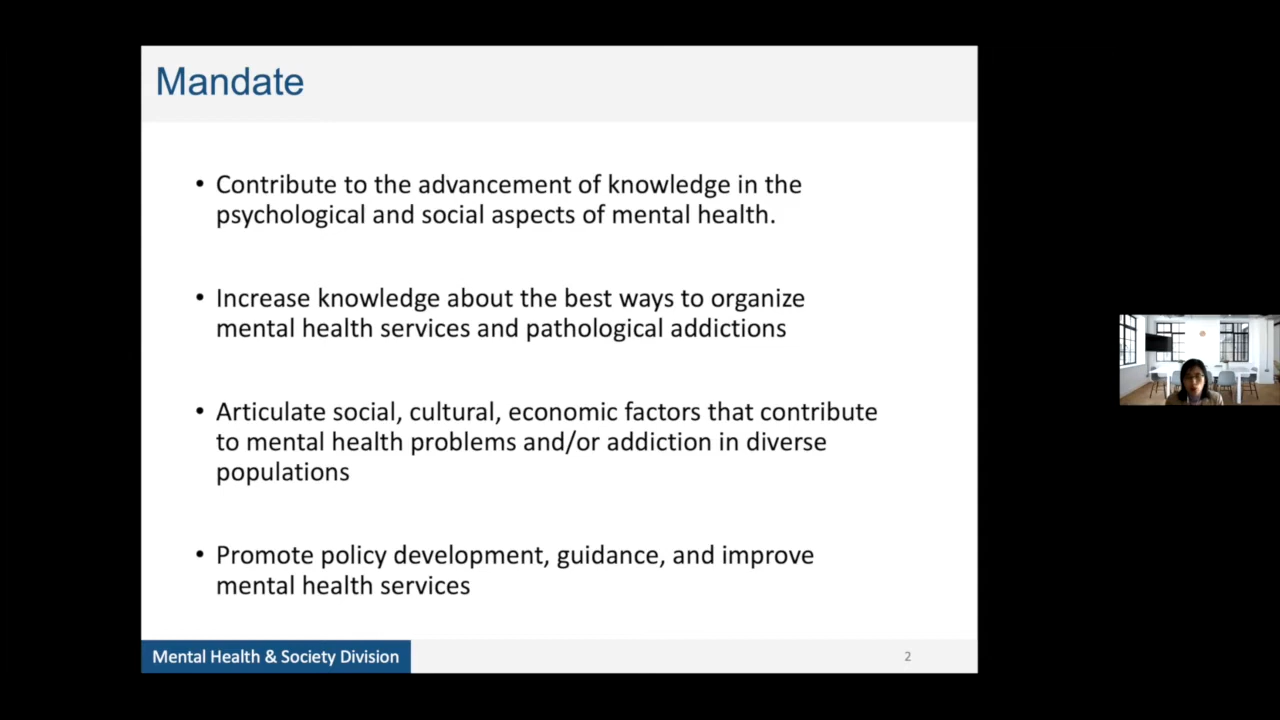 Mandate
• Contribute to the advancement of knowledge in the
psychological and social aspects of mental health.
• Increase knowledge about the best ways to organize
mental health services and pathological addictions
• Articulate social, cultural, economic factors that contribute
to mental health problems and/or addiction in diverse
populations
• Promote policy development, guidance, and improve
mental health services
Mental Health & Society Division
2